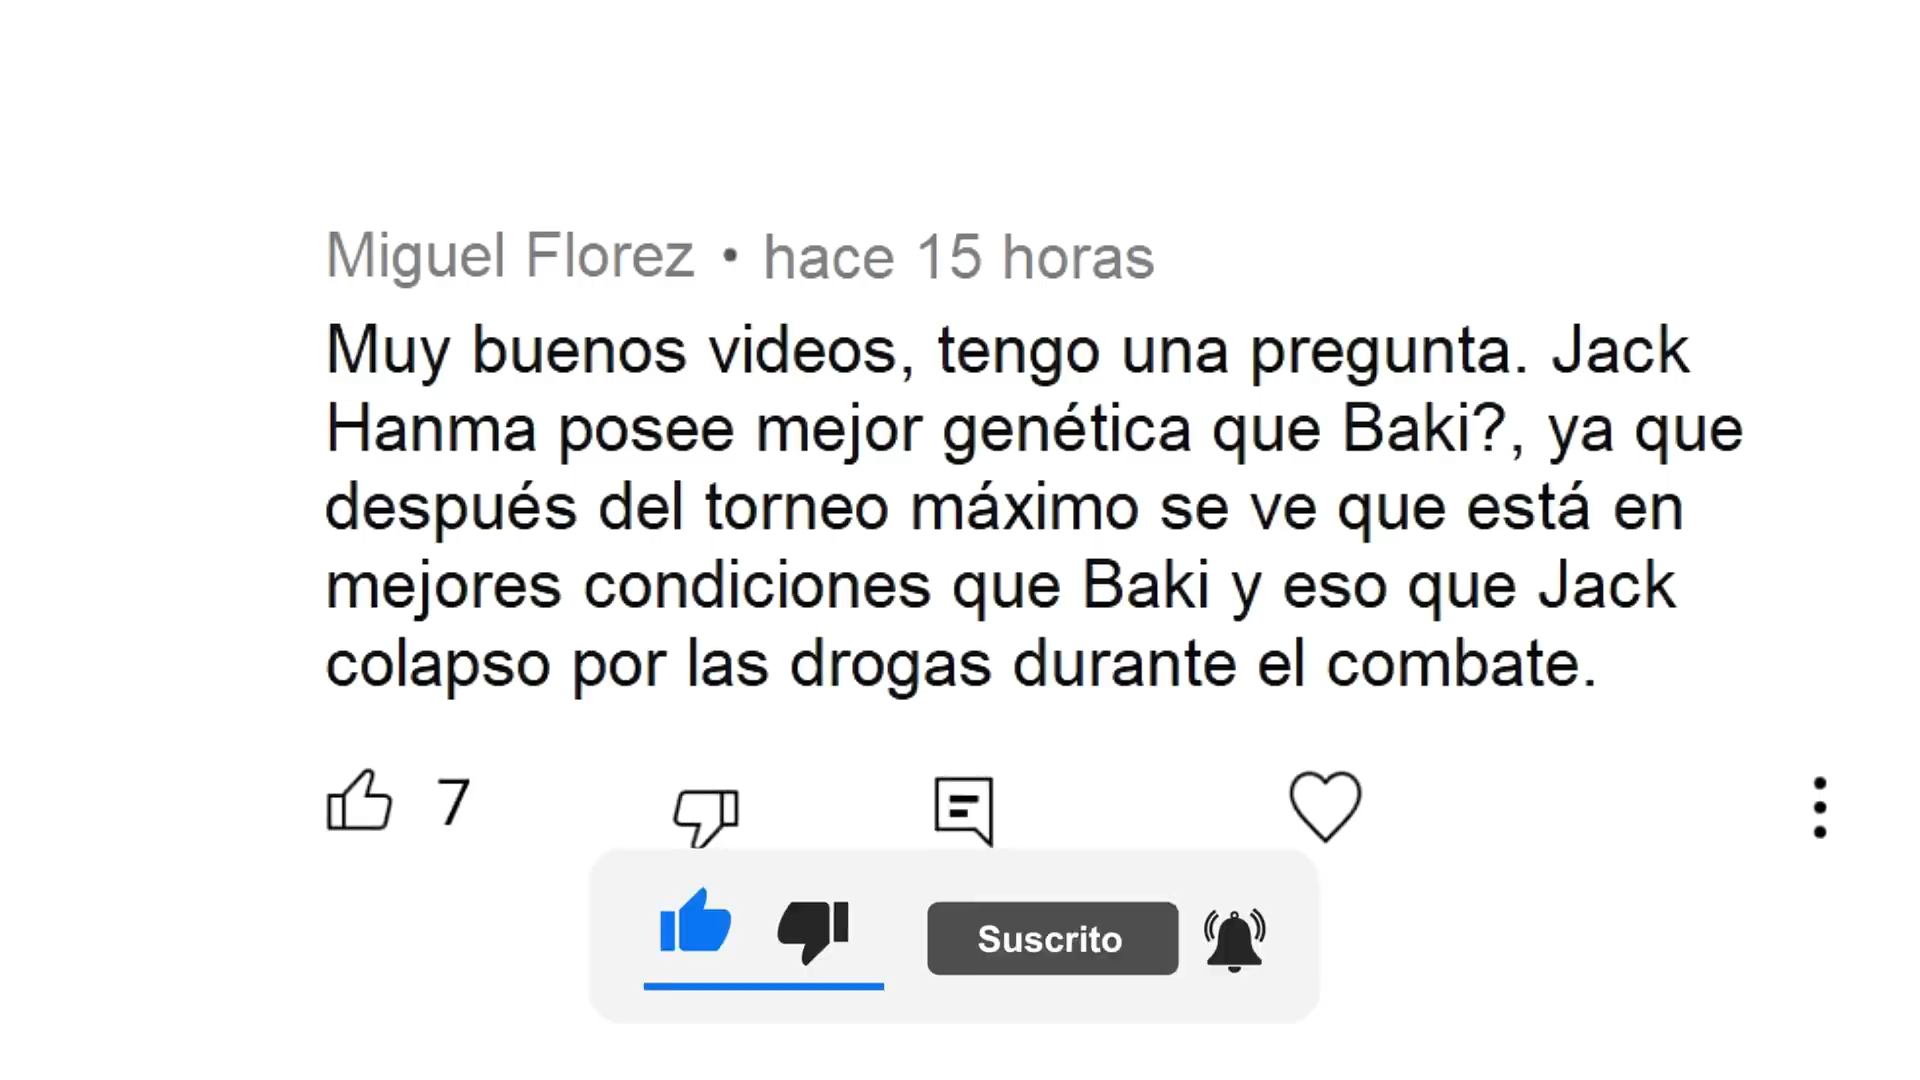 Miguel Florez • hace 15 horas
Muy buenos videos, tengo una pregunta. Jack
Hanma posee mejor genética que Baki?, ya que
después del torneo máximo se ve que está en
mejores condiciones que Baki y eso que Jack
colapso por las drogas durante el combate.
7
Suscrito